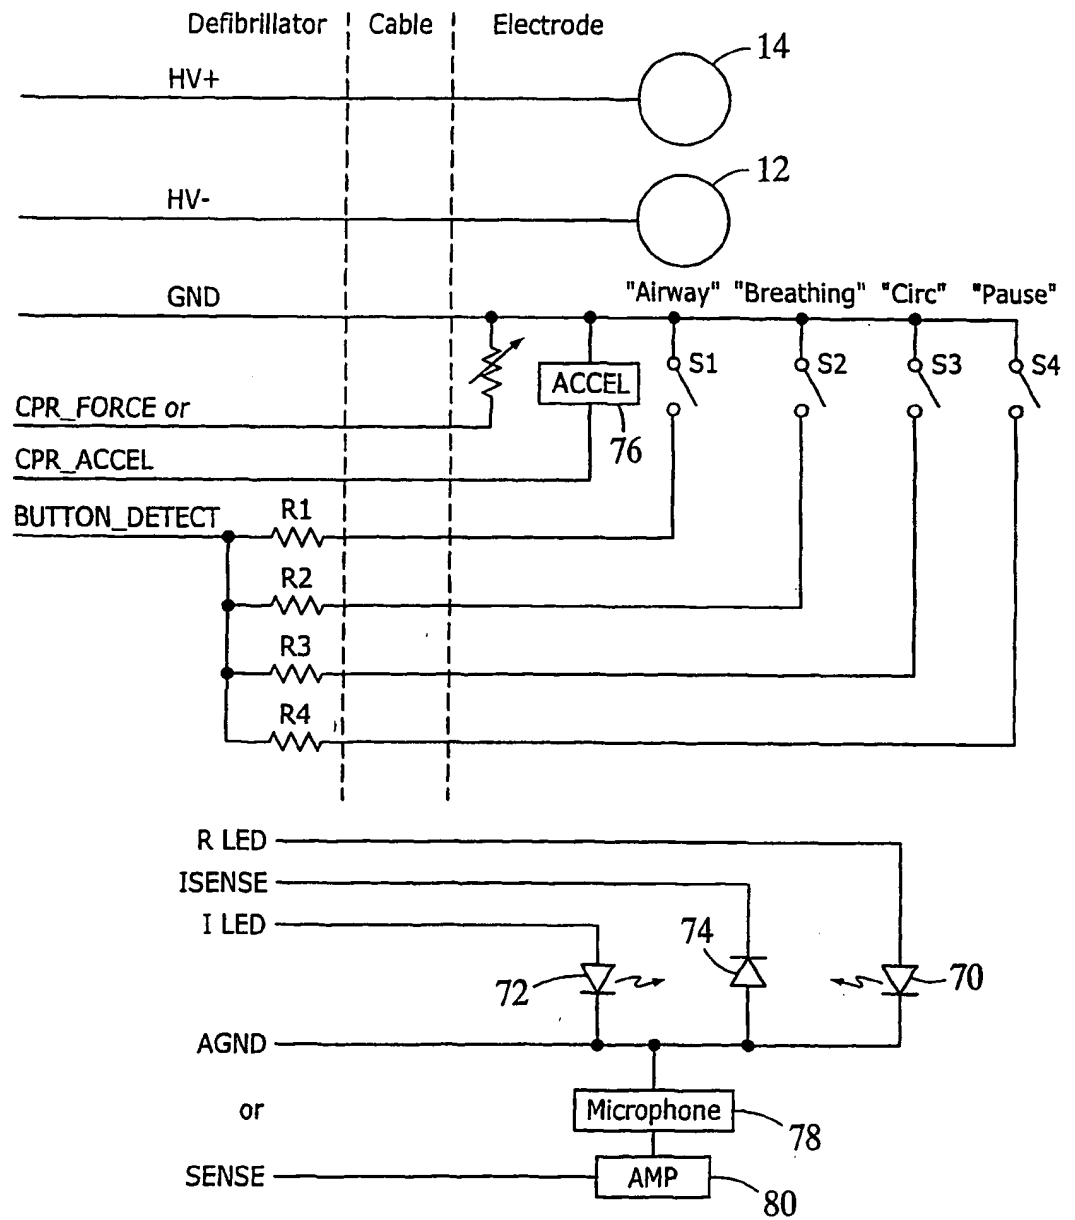 Defibrillator Cable Electrode
14
HV+
12
HV-
GND
"Airway" "Breathing" "Circ" "Pause"
S1 S2 S3 S4
ACCEL
CPR_FORCE or
76
CPR_ACCEL
BUTTON_DETECT
R1
R2
R3
R4
R LED
ISENSE
I LED
74
72
70
AGND
or
Microphone
78
SENSE
AMP
80